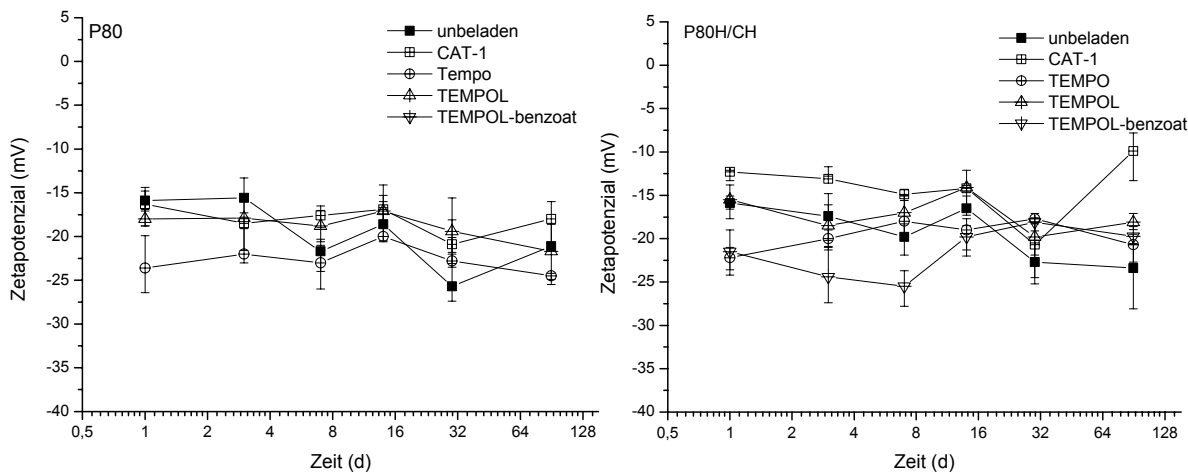 P80
unbeladen
CAT-1
Tempo
TEMPOL
TEMPOL-benzoat
5
0
-5
-10
-15
-20
-25
-30
-35
-40
Zetapotenzial (mV)
0,5
1
2
4
8
16
32
64
128
Zeit (d)
P80H/CH
unbeladen
CAT-1
TEMPO
TEMPOL
TEMPOL-benzoat
5
0
-5
-10
-15
-20
-25
-30
-35
-40
Zetapotenzial (mV)
0,5
1
2
4
8
16
32
64
128
Zeit (d)